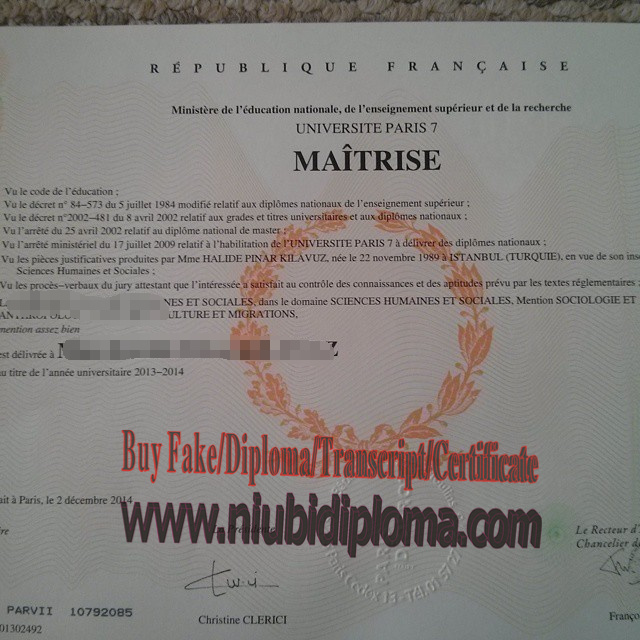 RÉPUBLIQUE FRANÇAISE
Ministère de l'éducation nationale, de l'enseignement supérieur et de la recherche
UNIVERSITE PARIS 7
MAÎTRISE
Vu le code de l'éducation ;
Vu le décret n° 84–573 du 5 juillet 1984 modifié relatif aux diplômes nationaux de l'enseignement supérieur ;
Vu le décret n°2002–481 du 8 avril 2002 relatif aux grades et titres universitaires et aux diplômes nationaux ;
Vu l'arrêté du 25 avril 2002 relatif au diplôme national de master ;
Vu l'arrêté ministériel du 17 juillet 2009 relatif à l'habilitation de l'UNIVERSITE PARIS 7 à délivrer des diplômes nationaux ;
Vu les pièces justificatives produites par Mme HALIDE PINAR KILAVUZ, née le 22 novembre 1989 à ISTANBUL (TURQUIE), en vue de son ins
Sciences Humaines et Sociales ;
Vu les procès–verbaux du jury attestant que l'intéressée a satisfait au contrôle des connaissances et des aptitudes prévu par les textes réglementaires ;
NES ET SOCIALES, dans le domaine SCIENCES HUMAINES ET SOCIALES, Mention SOCIOLOGIE ET
ULTURE ET MIGRATIONS,
mention assez bien
est délivrée à
au titre de l'année universitaire 2013–2014
Buy Fake/Diploma/Transcript/Certificate
ait à Paris, le 2 décembre 2014
www.niubidiploma.com
Le Recteur d'
Chancelier de
Christine CLERICI
Franço
PARVII 10792085
01302492